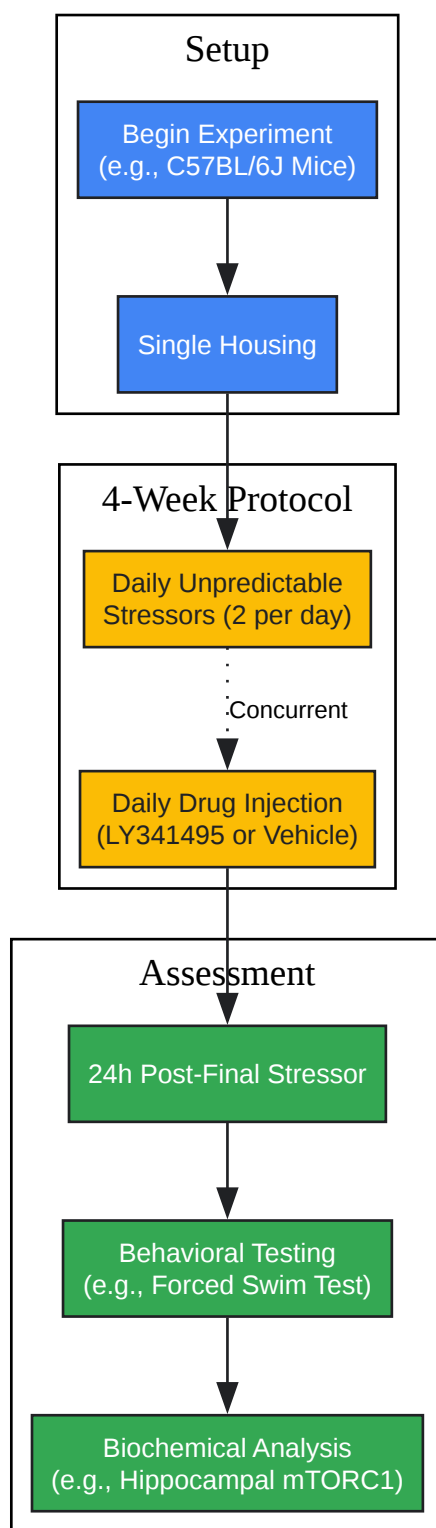 Setup
Begin Experiment
(e.g., C57BL/6J Mice)
Single Housing
4-Week Protocol
Daily Unpredictable
Stressors (2 per day)
Concurrent
Daily Drug Injection
(LY341495 or Vehicle)
Assessment
24h Post-Final Stressor
Behavioral Testing
(e.g., Forced Swim Test)
Biochemical Analysis
(e.g., Hippocampal mTORC1)